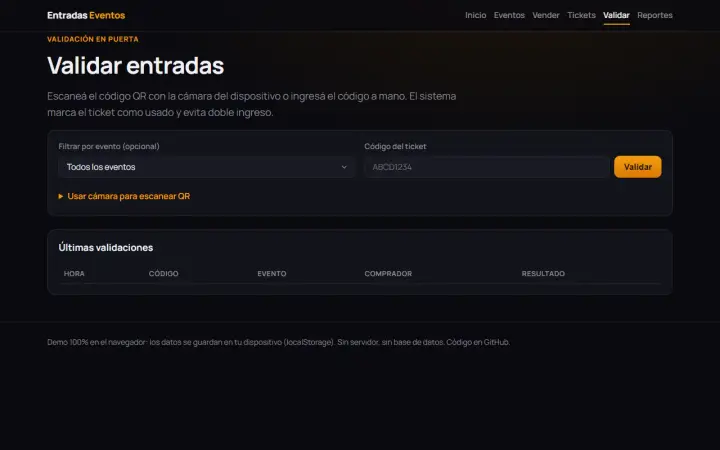 Entradas Eventos
Inicio Eventos Vender Tickets Validar Reportes
VALIDACIÓN EN PUERTA
Validar entradas
Escaneá el código QR con la cámara del dispositivo o ingresá el código a mano. El sistema
marca el ticket como usado y evita doble ingreso.
Filtrar por evento (opcional)
Código del ticket
Todos los eventos
ABCD1234
Validar
Usar cámara para escanear QR
Últimas validaciones
HORA CÓDIGO EVENTO COMPRADOR RESULTADO
Demo 100% en el navegador: los datos se guardan en tu dispositivo (localStorage). Sin servidor, sin base de datos. Código en GitHub.